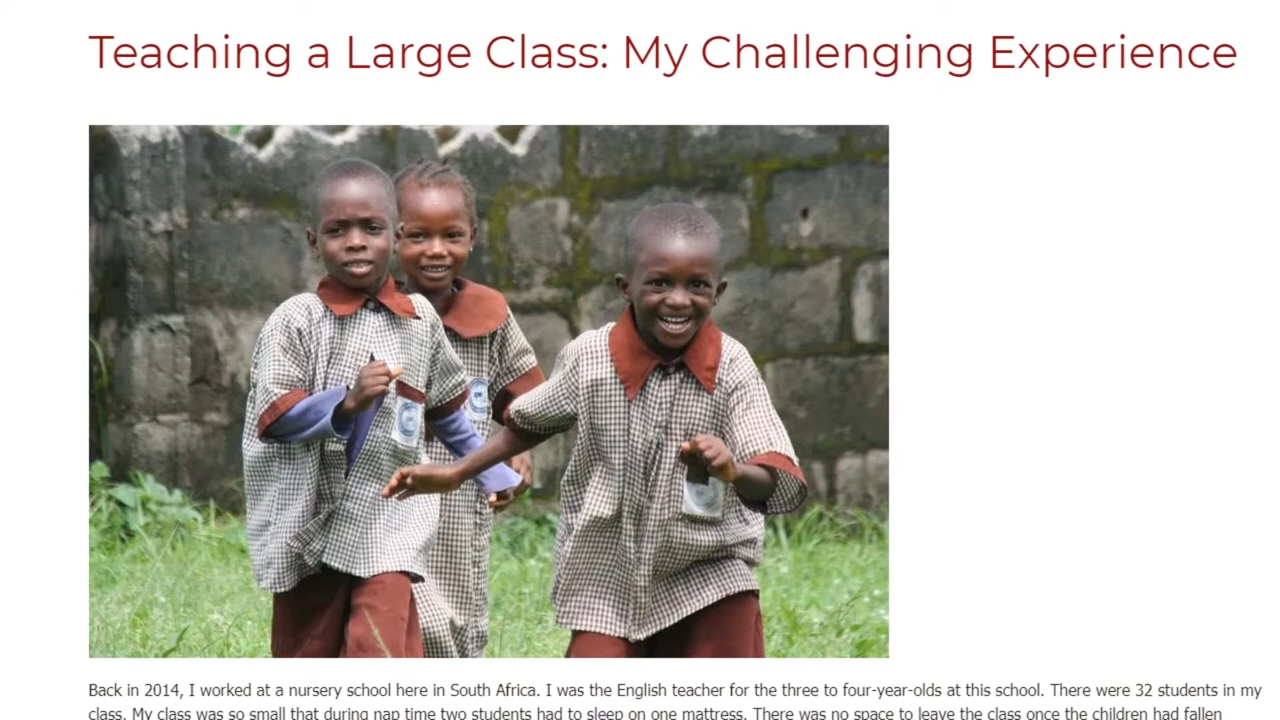 Teaching a Large Class: My Challenging Experience
Back in 2014, I worked at a nursery school here in South Africa. I was the English teacher for the three to four-year-olds at this school. There were 32 students in my
class. My class was so small that during nap time two students had to sleep on one mattress. There was no space to leave the class once the children had fallen